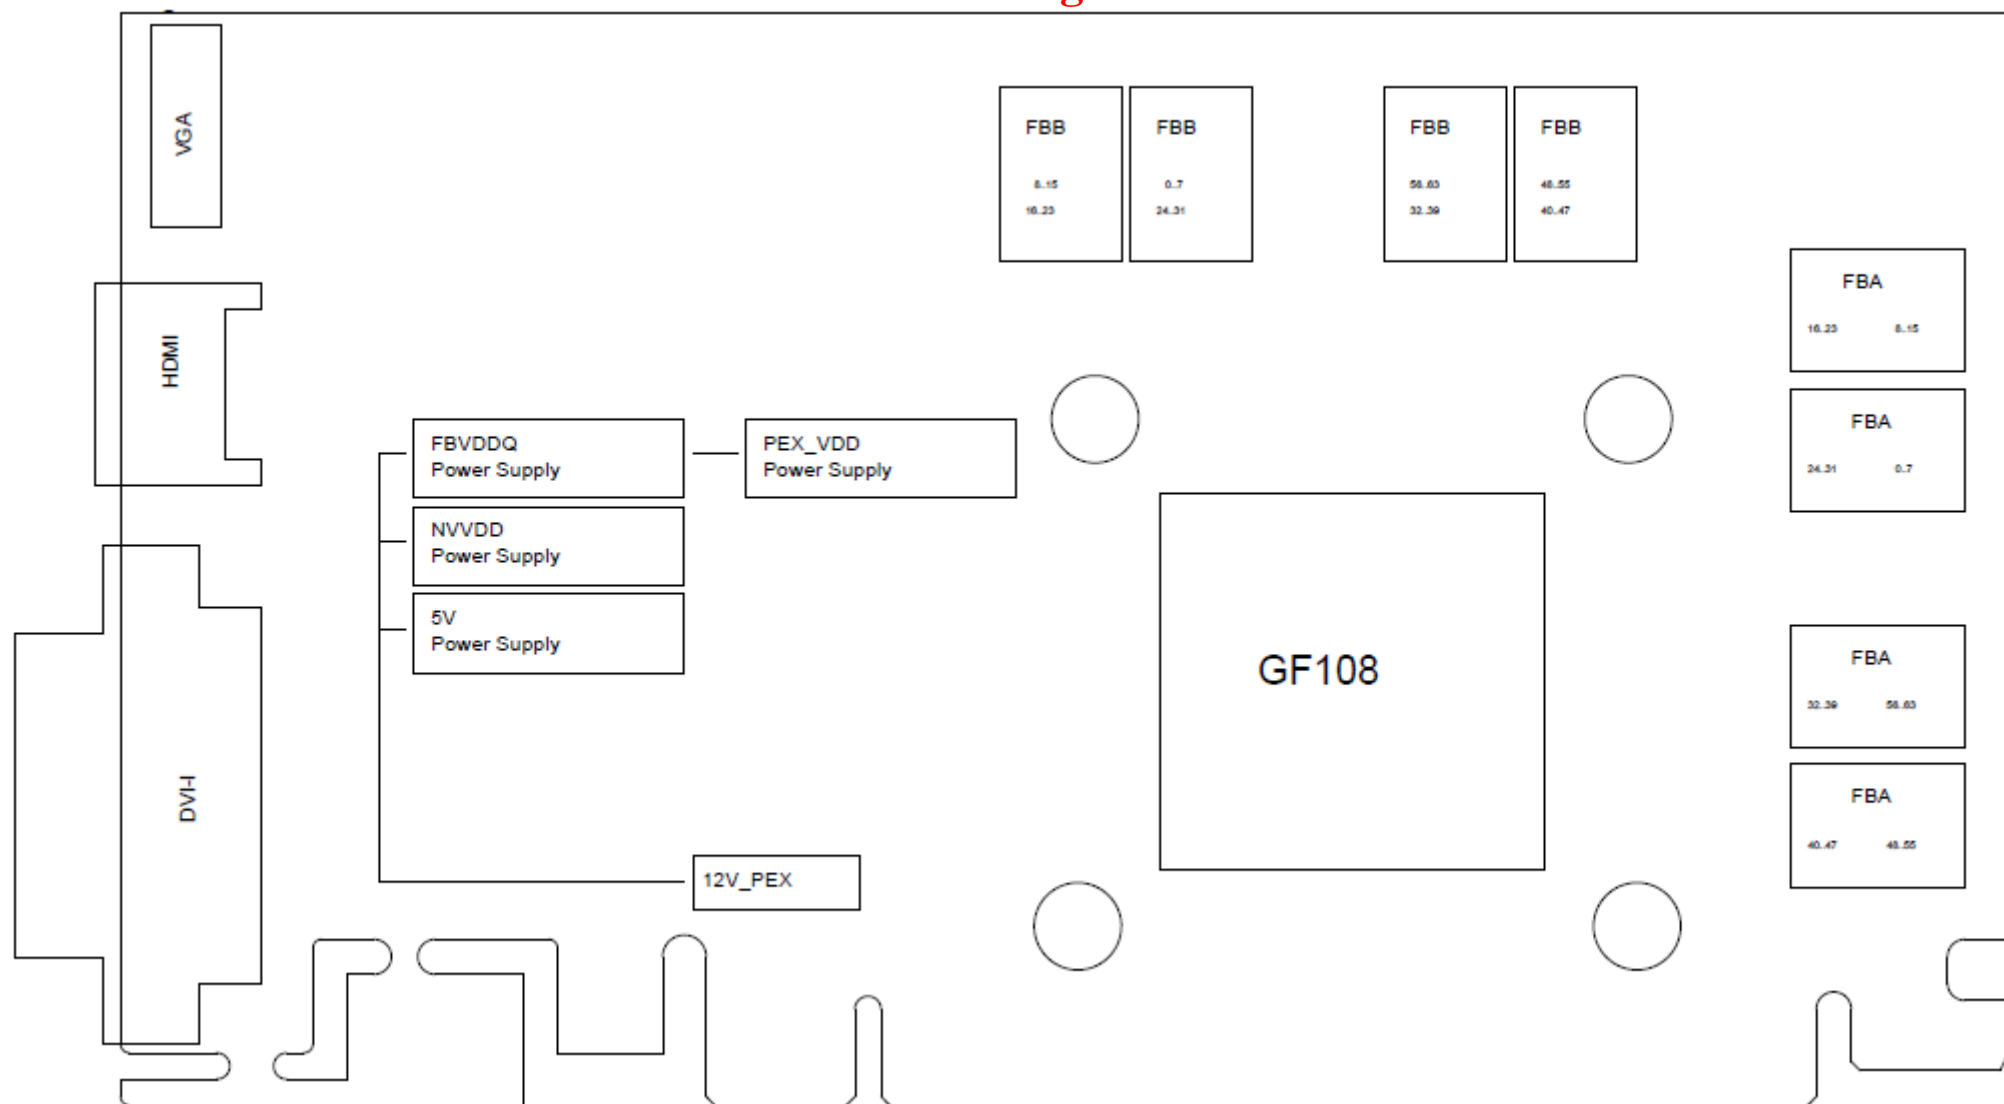 g
VGA
HDMI
DVI-I
FBB
8..15
16..23
FBB
0..7
24..31
FBB
56..63
32..39
FBB
48..55
40..47
FBA
16..23 8..15
FBA
24..31 0..7
FBA
32..39 56..63
FBA
40..47 48..55
FBVDDQ
Power Supply
PEX_VDD
Power Supply
NVVDD
Power Supply
5V
Power Supply
12V_PEX
GF108